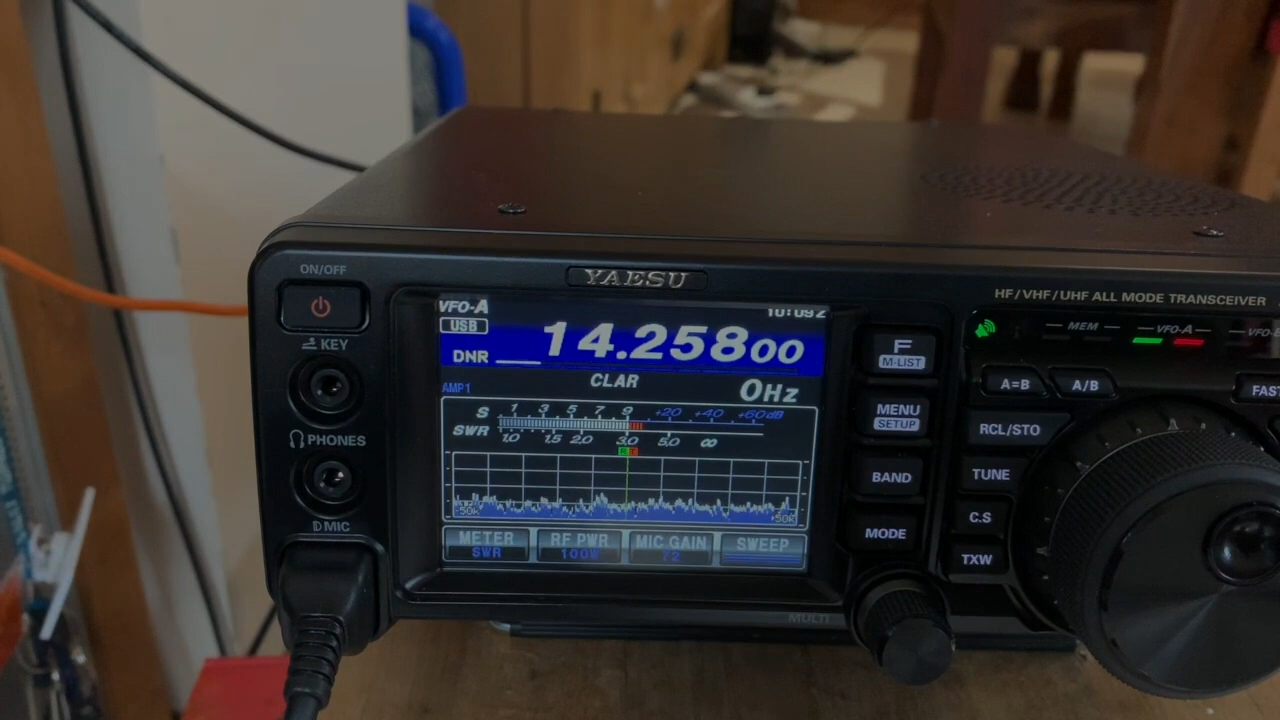 ON/OFF
YAESU
HF/VHF/UHF ALL MODE TRANSCEIVER
VFO-A
10:09Z
USB
14.25800
DNR
CLAR
0Hz
AMP1
S 1 3 5 7 9 +20 +40 +60dB
SWR 1.0 1.5 2.0 3.0 5.0 ∞
-50K +50K
METER RF PWR MIC GAIN SWEEP
SWR 100W 72
KEY
PHONES
MIC
F
M-LIST
MENU
SETUP
BAND
MODE
MULTI
MEM VFO-A
A=B A/B FAST
RCL/STO
TUNE
C.S
TXW